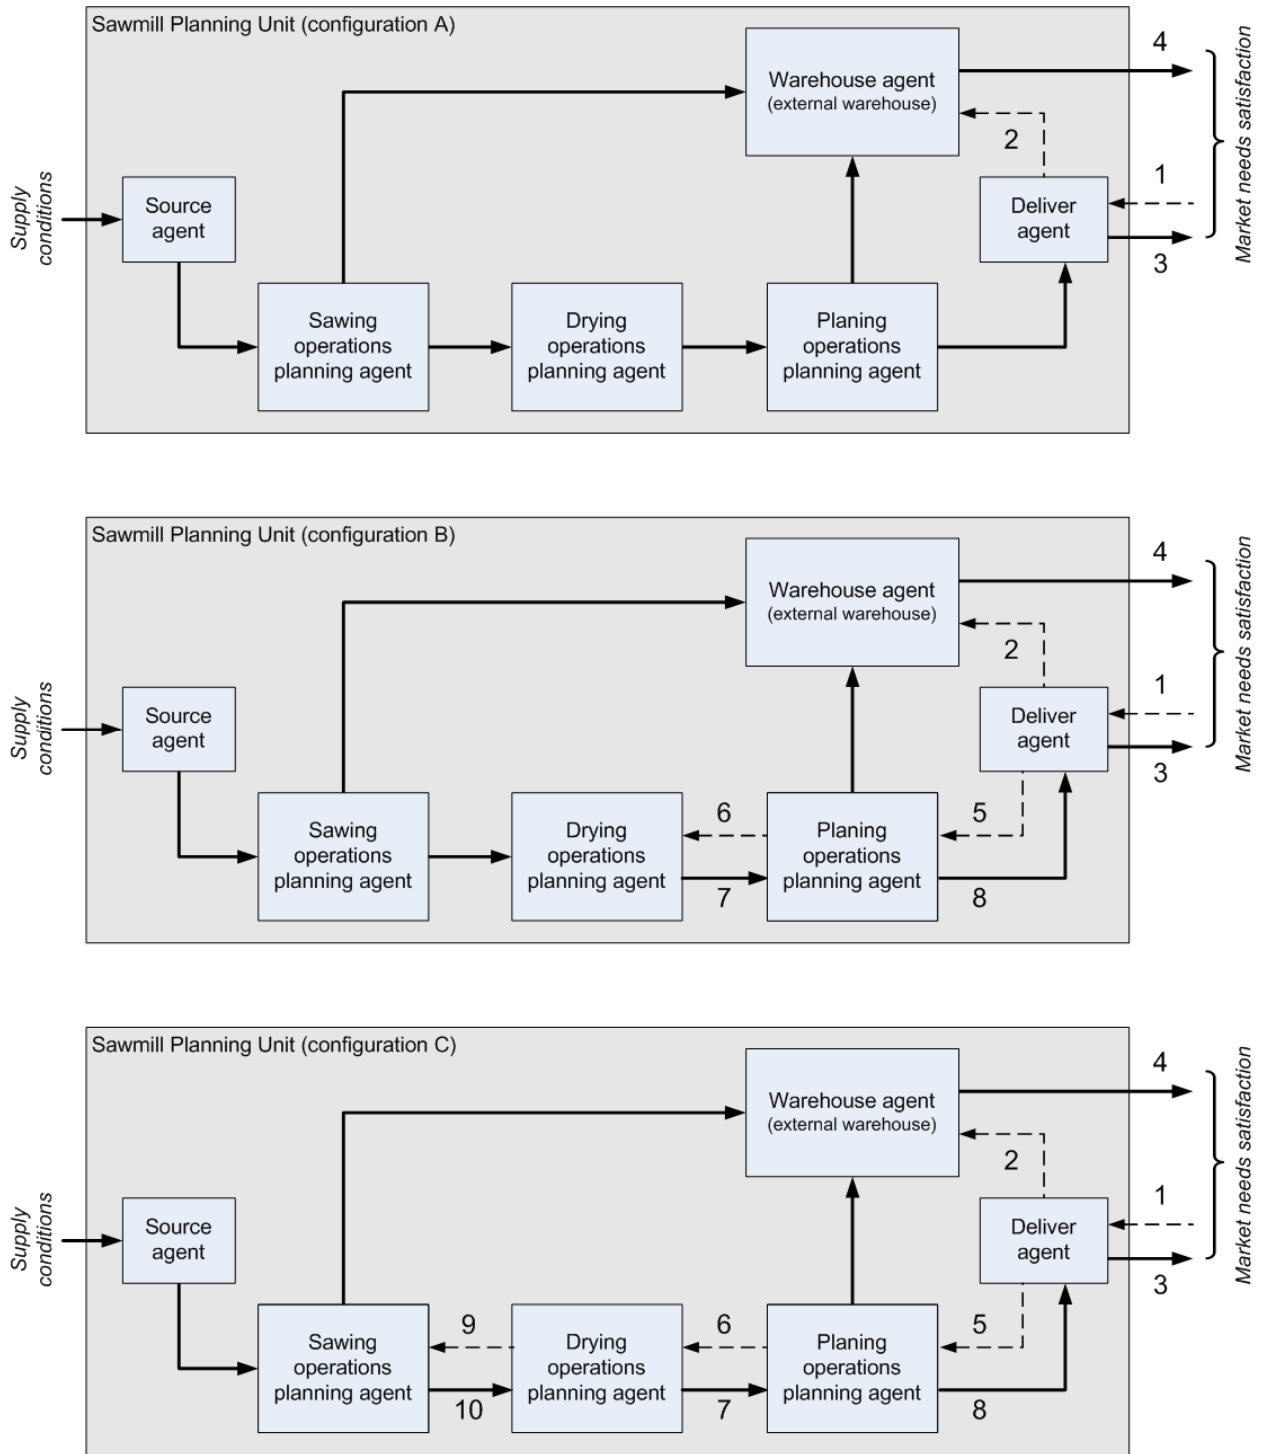 Sawmill Planning Unit (configuration A)
Warehouse agent
(external warehouse)
4
2
1
3
Market needs satisfaction
Supply
conditions
Source
agent
Deliver
agent
Sawing
operations
planning agent
Drying
operations
planning agent
Planing
operations
planning agent
Sawmill Planning Unit (configuration B)
Warehouse agent
(external warehouse)
4
2
1
3
Market needs satisfaction
Supply
conditions
Source
agent
Deliver
agent
Sawing
operations
planning agent
Drying
operations
planning agent
6
7
Planing
operations
planning agent
5
8
Sawmill Planning Unit (configuration C)
Warehouse agent
(external warehouse)
4
2
1
3
Market needs satisfaction
Supply
conditions
Source
agent
Deliver
agent
Sawing
operations
planning agent
9
10
Drying
operations
planning agent
6
7
Planing
operations
planning agent
5
8